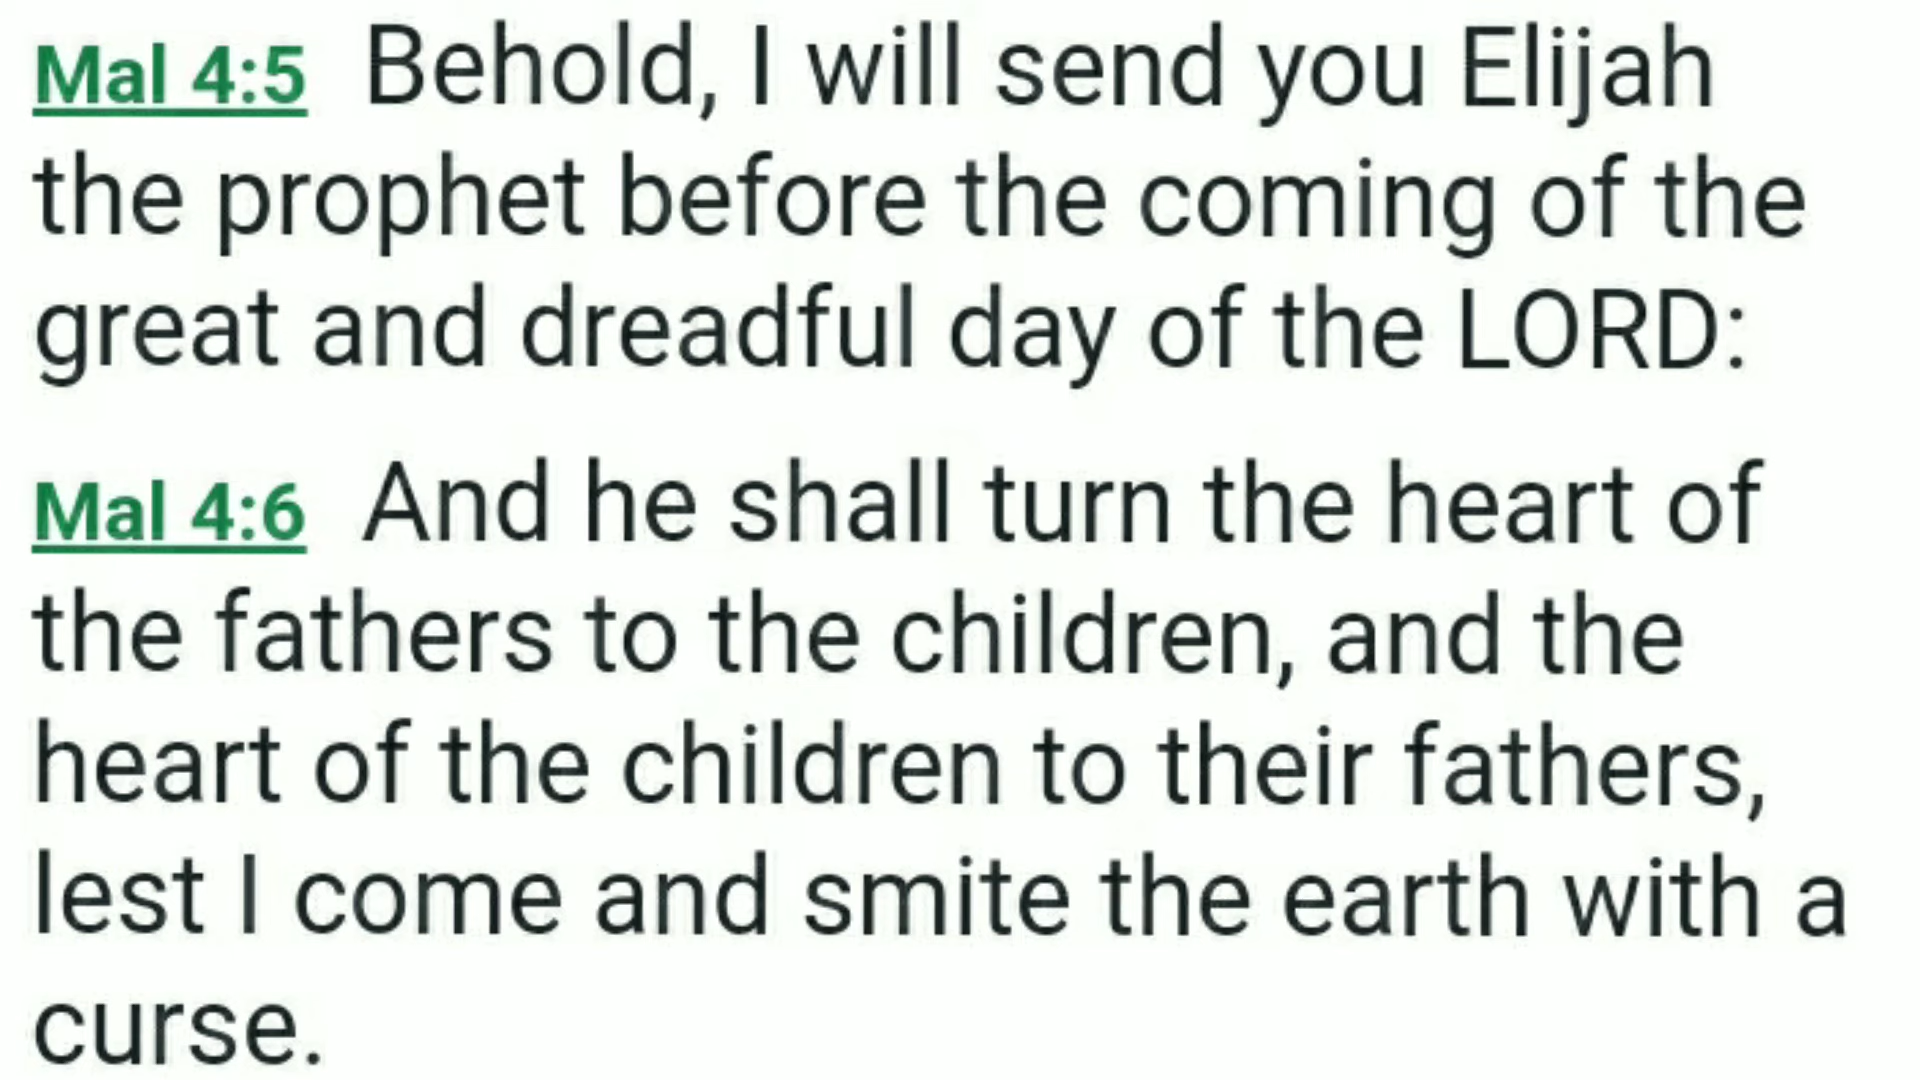 Mal 4:5 Behold, I will send you Elijah
the prophet before the coming of the
great and dreadful day of the LORD:
Mal 4:6 And he shall turn the heart of
the fathers to the children, and the
heart of the children to their fathers,
lest I come and smite the earth with a
curse.